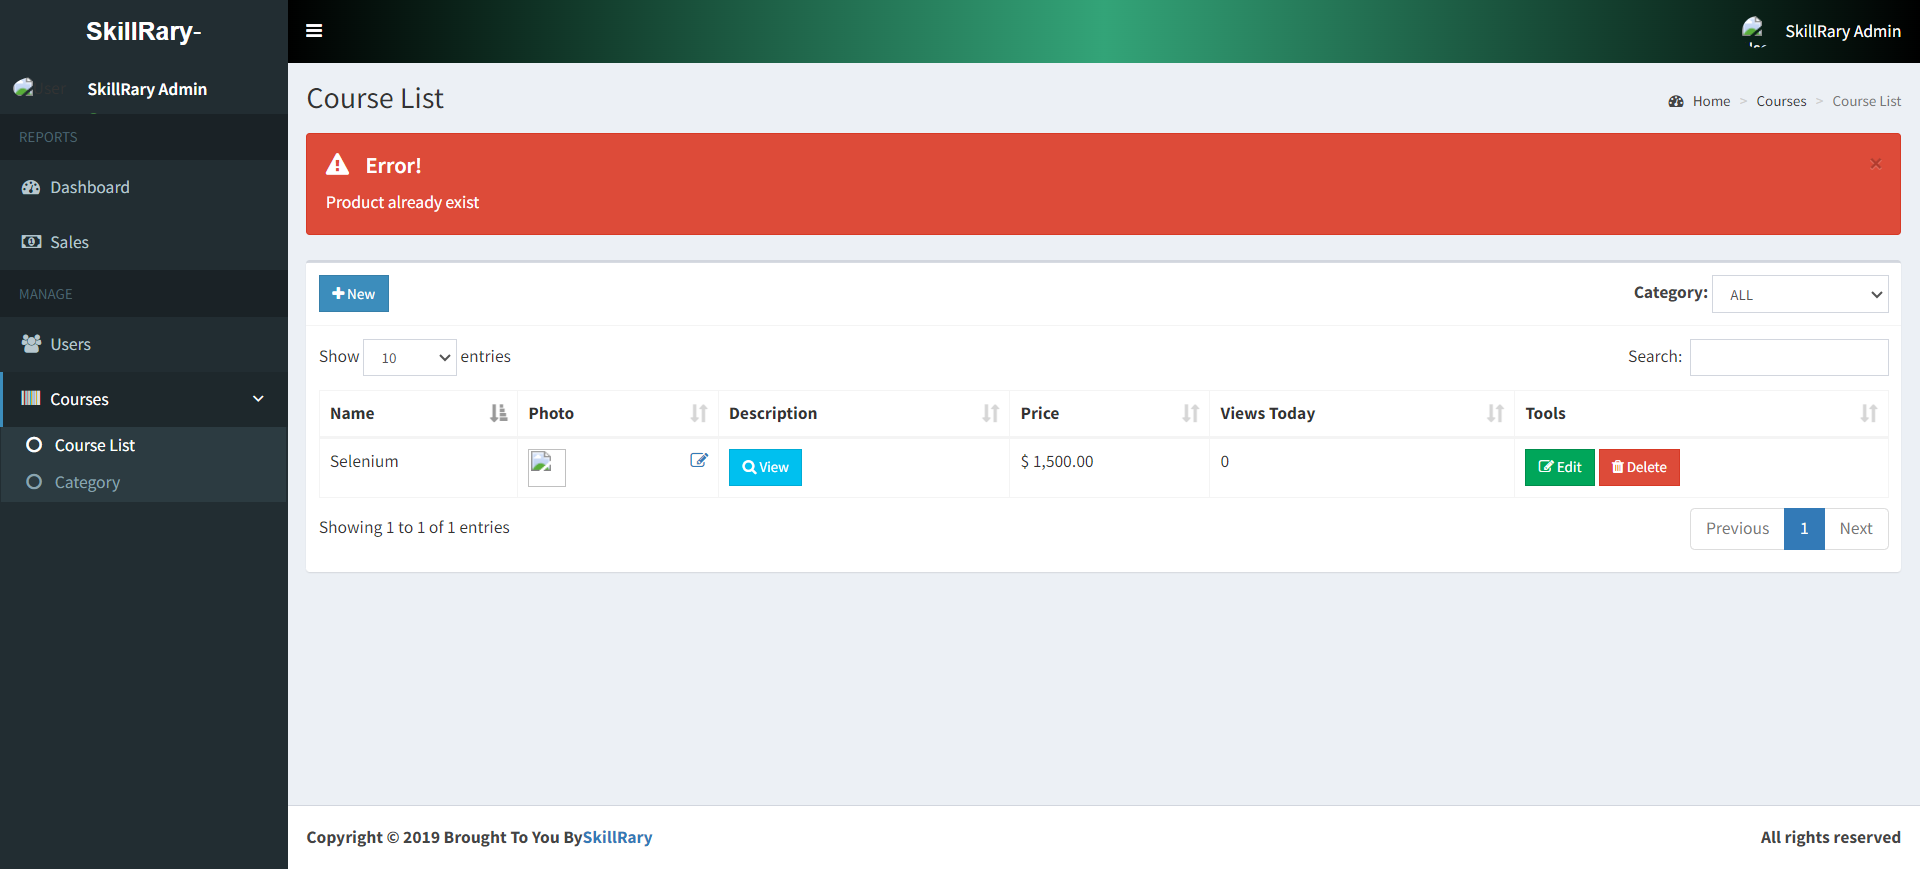 SkillRary-
SkillRary Admin
User
SkillRary Admin
REPORTS
Dashboard
Sales
MANAGE
Users
Courses
Course List
Category
Course List
Home > Courses > Course List
Error!
×
Product already exist
New
Category: ALL
Show 10 entries
Search:
Name Photo Description Price Views Today Tools
Selenium View $ 1,500.00 0 Edit Delete
Showing 1 to 1 of 1 entries
Previous 1 Next
Copyright © 2019 Brought To You BySkillRary
All rights reserved